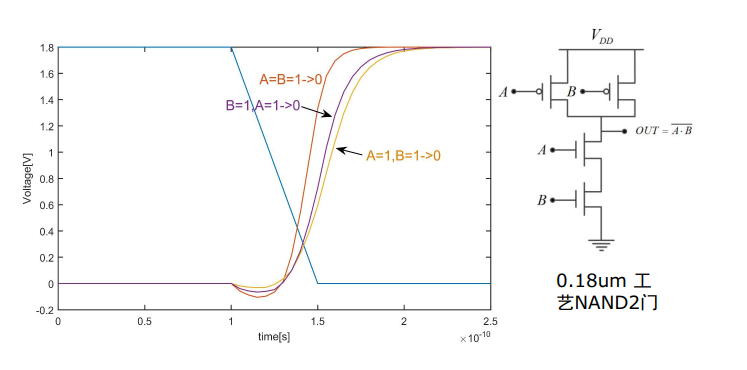 1.8
1.6
1.4
1.2
1
0.8
0.6
0.4
0.2
0
-0.2
Voltage[V]
0
0.5
1
1.5
2
2.5
time[s]
×10⁻¹⁰
A=B=1->0
B=1,A=1->0
A=1,B=1->0
V_DD
A
B
OUT = \overline{A·B}
A
B
0.18um 工
艺NAND2门